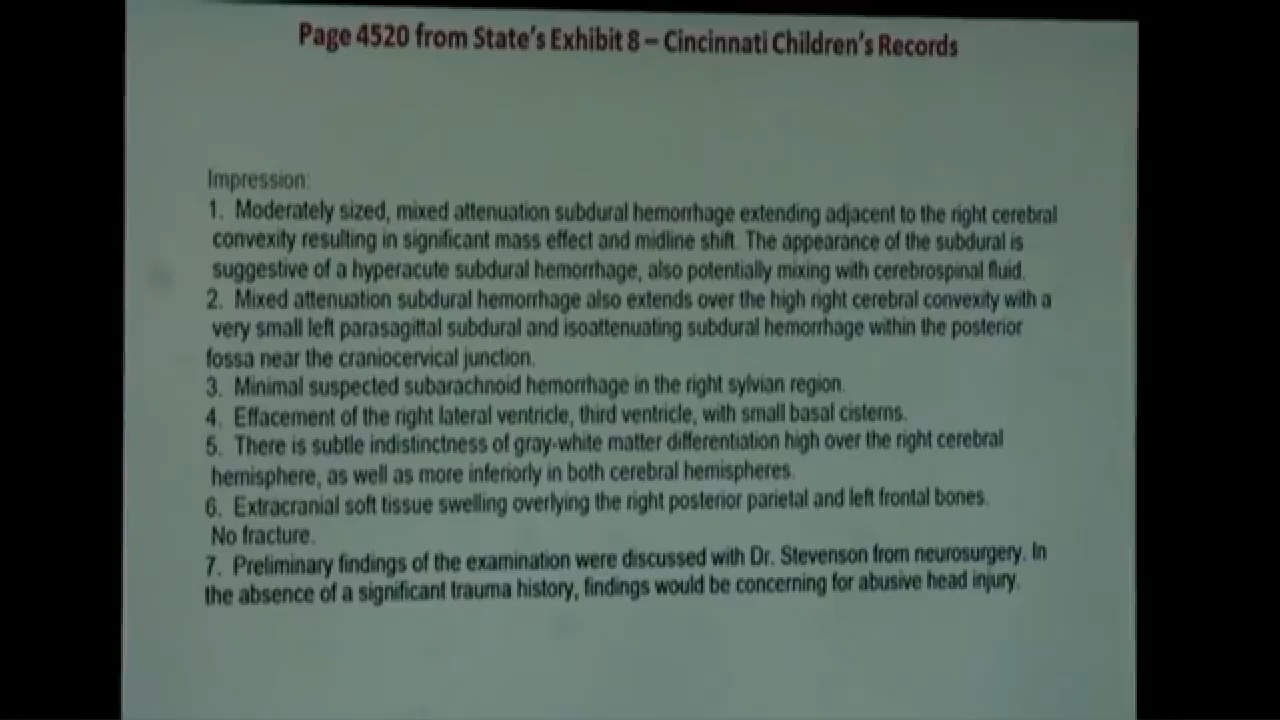 Page 4520 from State's Exhibit 8 – Cincinnati Children's Records
Impression:
1. Moderately sized, mixed attenuation subdural hemorrhage extending adjacent to the right cerebral
convexity resulting in significant mass effect and midline shift. The appearance of the subdural is
suggestive of a hyperacute subdural hemorrhage, also potentially mixing with cerebrospinal fluid.
2. Mixed attenuation subdural hemorrhage also extends over the high right cerebral convexity with a
very small left parasagittal subdural and isoattenuating subdural hemorrhage within the posterior
fossa near the craniocervical junction.
3. Minimal suspected subarachnoid hemorrhage in the right sylvian region.
4. Effacement of the right lateral ventricle, third ventricle, with small basal cisterns.
5. There is subtle indistinctness of gray-white matter differentiation high over the right cerebral
hemisphere, as well as more inferiorly in both cerebral hemispheres.
6. Extracranial soft tissue swelling overlying the right posterior parietal and left frontal bones.
No fracture.
7. Preliminary findings of the examination were discussed with Dr. Stevenson from neurosurgery. In
the absence of a significant trauma history, findings would be concerning for abusive head injury.